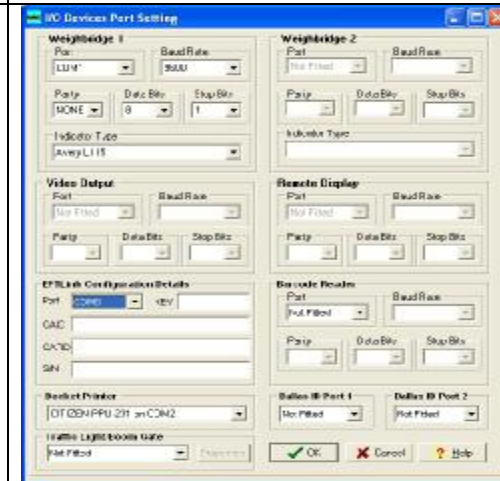 I/O Devices Port Setting
Weighbridge 1
Port
Baud Rate
9600
Parity
Data Bits
Stop Bits
NONE
8
1
Indicator Type
Avery L115
Weighbridge 2
Port
Baud Rate
Not Fitted
Parity
Data Bits
Stop Bits
Indicator Type
Video Output
Port
Baud Rate
Not Fitted
Parity
Data Bits
Stop Bits
Remote Display
Port
Baud Rate
Not Fitted
Parity
Data Bits
Stop Bits
EFTLink Configuration Details
Port
KEY
CAIC
CATID
Barcode Reader
Port
Baud Rate
Not Fitted
Parity
Data Bits
Stop Bits
Docket Printer
CITIZEN PPU-231 on COM2
Dallas ID Port 1
Not Fitted
Dallas ID Port 2
Not Fitted
Traffic Light/Boom Gate
Not Fitted
OK
Cancel
? Help